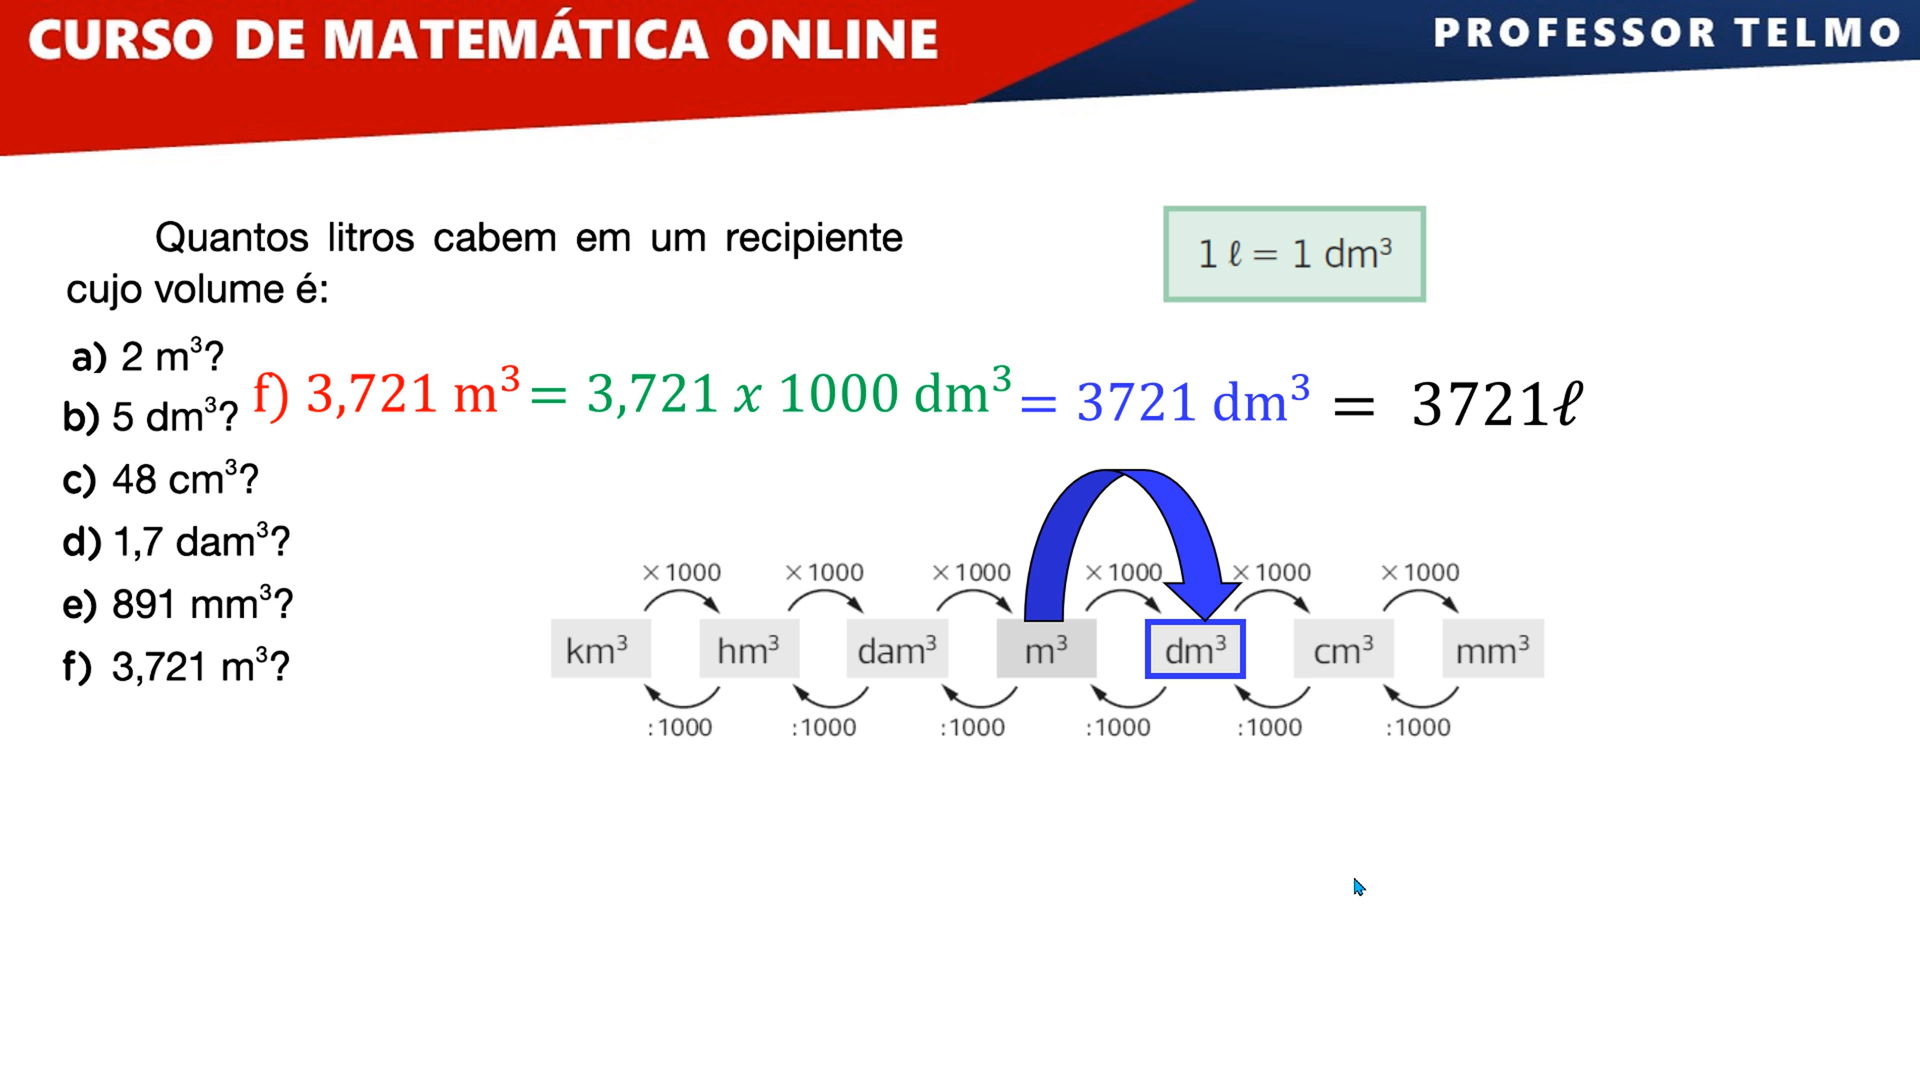 CURSO DE MATEMÁTICA ONLINE
PROFESSOR TELMO
Quantos litros cabem em um recipiente
cujo volume é:
1 ℓ = 1 dm³
a) 2 m³?
b) 5 dm³?
f) 3,721 m³ = 3,721 x 1000 dm³ = 3721 dm³ = 3721ℓ
c) 48 cm³?
d) 1,7 dam³?
e) 891 mm³?
f) 3,721 m³?
×1000 ×1000 ×1000 ×1000 ×1000 ×1000
km³ hm³ dam³ m³ dm³ cm³ mm³
:1000 :1000 :1000 :1000 :1000 :1000